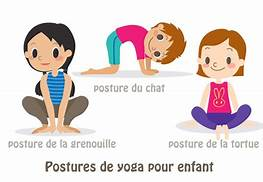 posture du chat
posture de la grenouille
posture de la tortue
Postures de yoga pour enfant